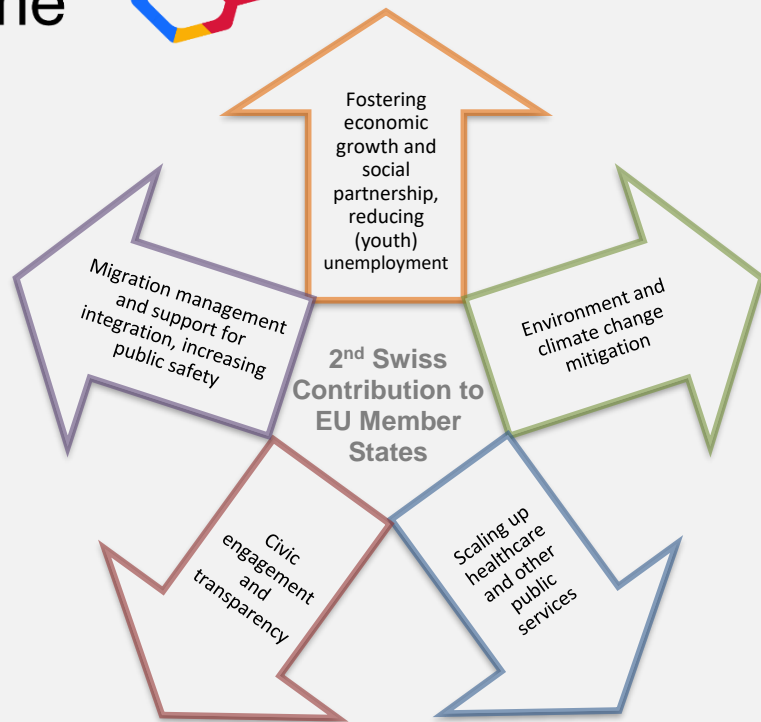 Fostering
economic
growth and
social
partnership,
reducing
(youth)
unemployment
Migration management
and support for
integration, increasing
public safety
Environment and
climate change
mitigation
2nd Swiss
Contribution to
EU Member
States
Civic
engagement
and
transparency
Scaling up
healthcare
and other
public
services